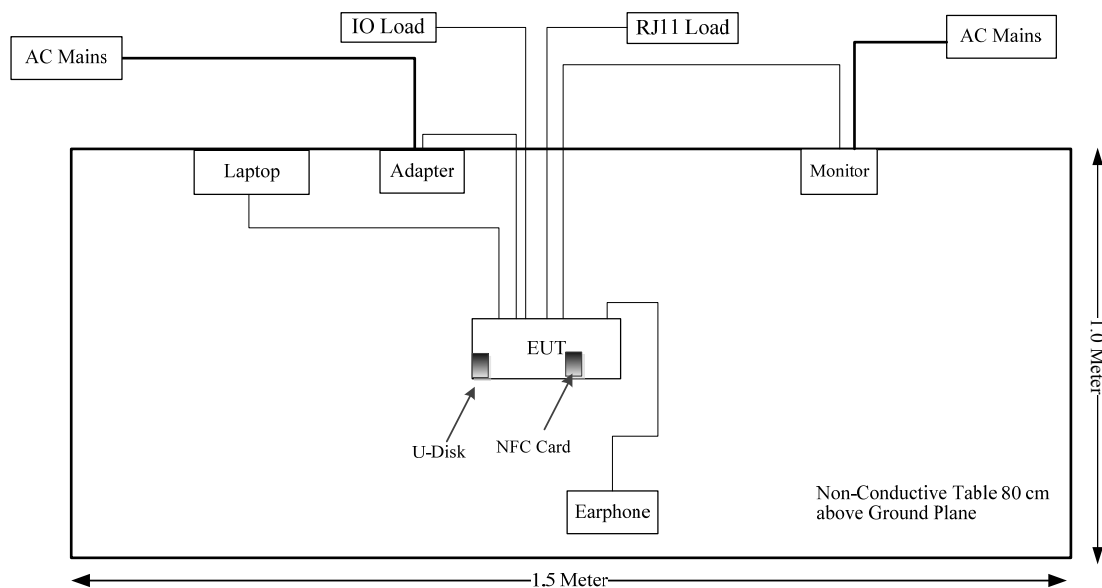 IO Load
RJ11 Load
AC Mains
AC Mains
Laptop
Adapter
Monitor
EUT
U-Disk
NFC Card
Earphone
Non-Conductive Table 80 cm
above Ground Plane
1.0 Meter
1.5 Meter